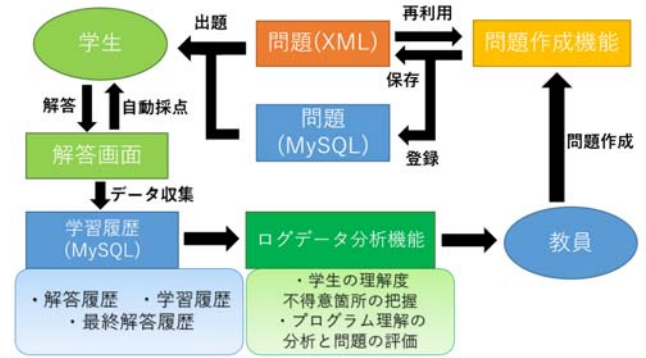 出題
再利用
学生
問題(XML)
問題作成機能
保存
解答
自動採点
問題
(MySQL)
登録
問題作成
解答画面
データ収集
学習履歴
(MySQL)
ログデータ分析機能
教員
・解答履歴 ・学習履歴
・最終解答履歴
・学生の理解度
不得意箇所の把握
・プログラム理解の
分析と問題の評価